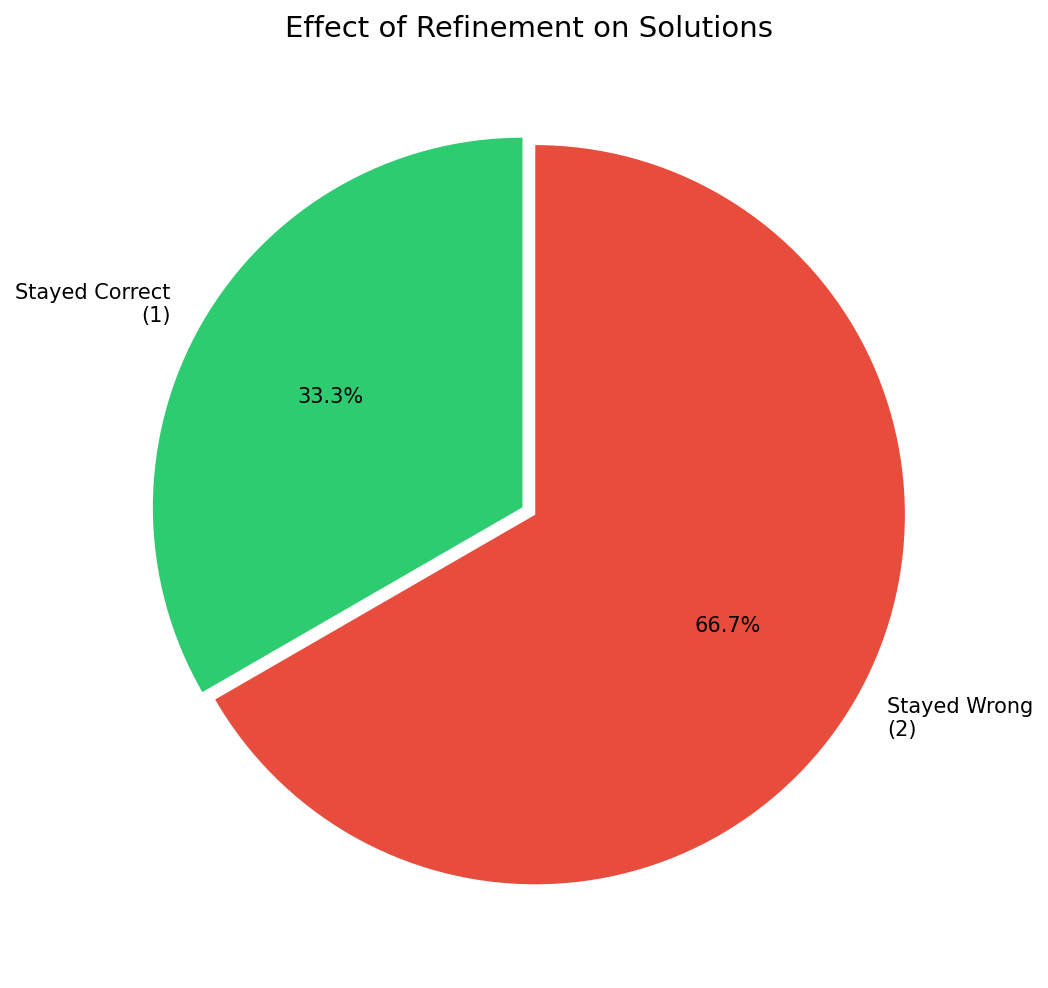 Effect of Refinement on Solutions
Stayed Correct
(1)
33.3%
66.7%
Stayed Wrong
(2)